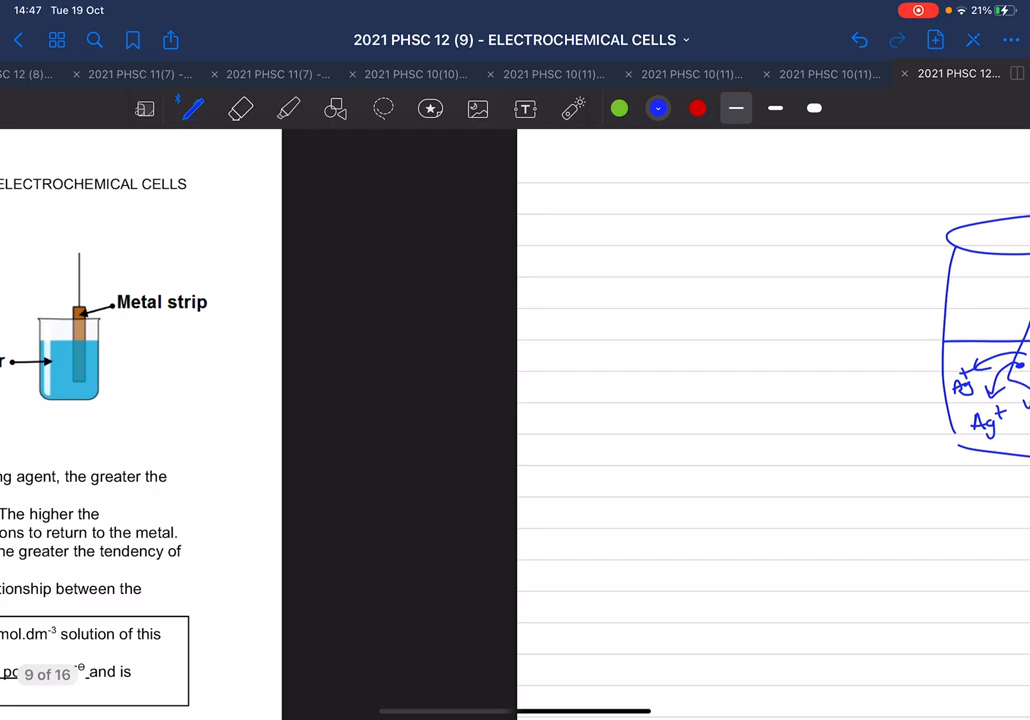 14:47 Tue 19 Oct
21%
2021 PHSC 12 (9) - ELECTROCHEMICAL CELLS
SC 12 (8)...
2021 PHSC 11(7) -...
2021 PHSC 11(7) -...
2021 PHSC 10(10)...
2021 PHSC 10(11)...
2021 PHSC 10(11)...
2021 PHSC 10(11)...
2021 PHSC 12...
ELECTROCHEMICAL CELLS
Metal strip
r
ng agent, the greater the
The higher the
ons to return to the metal.
he greater the tendency of
tionship between the
mol.dm⁻³ solution of this
9 of 16
and is
Ag⁺
Ag⁺